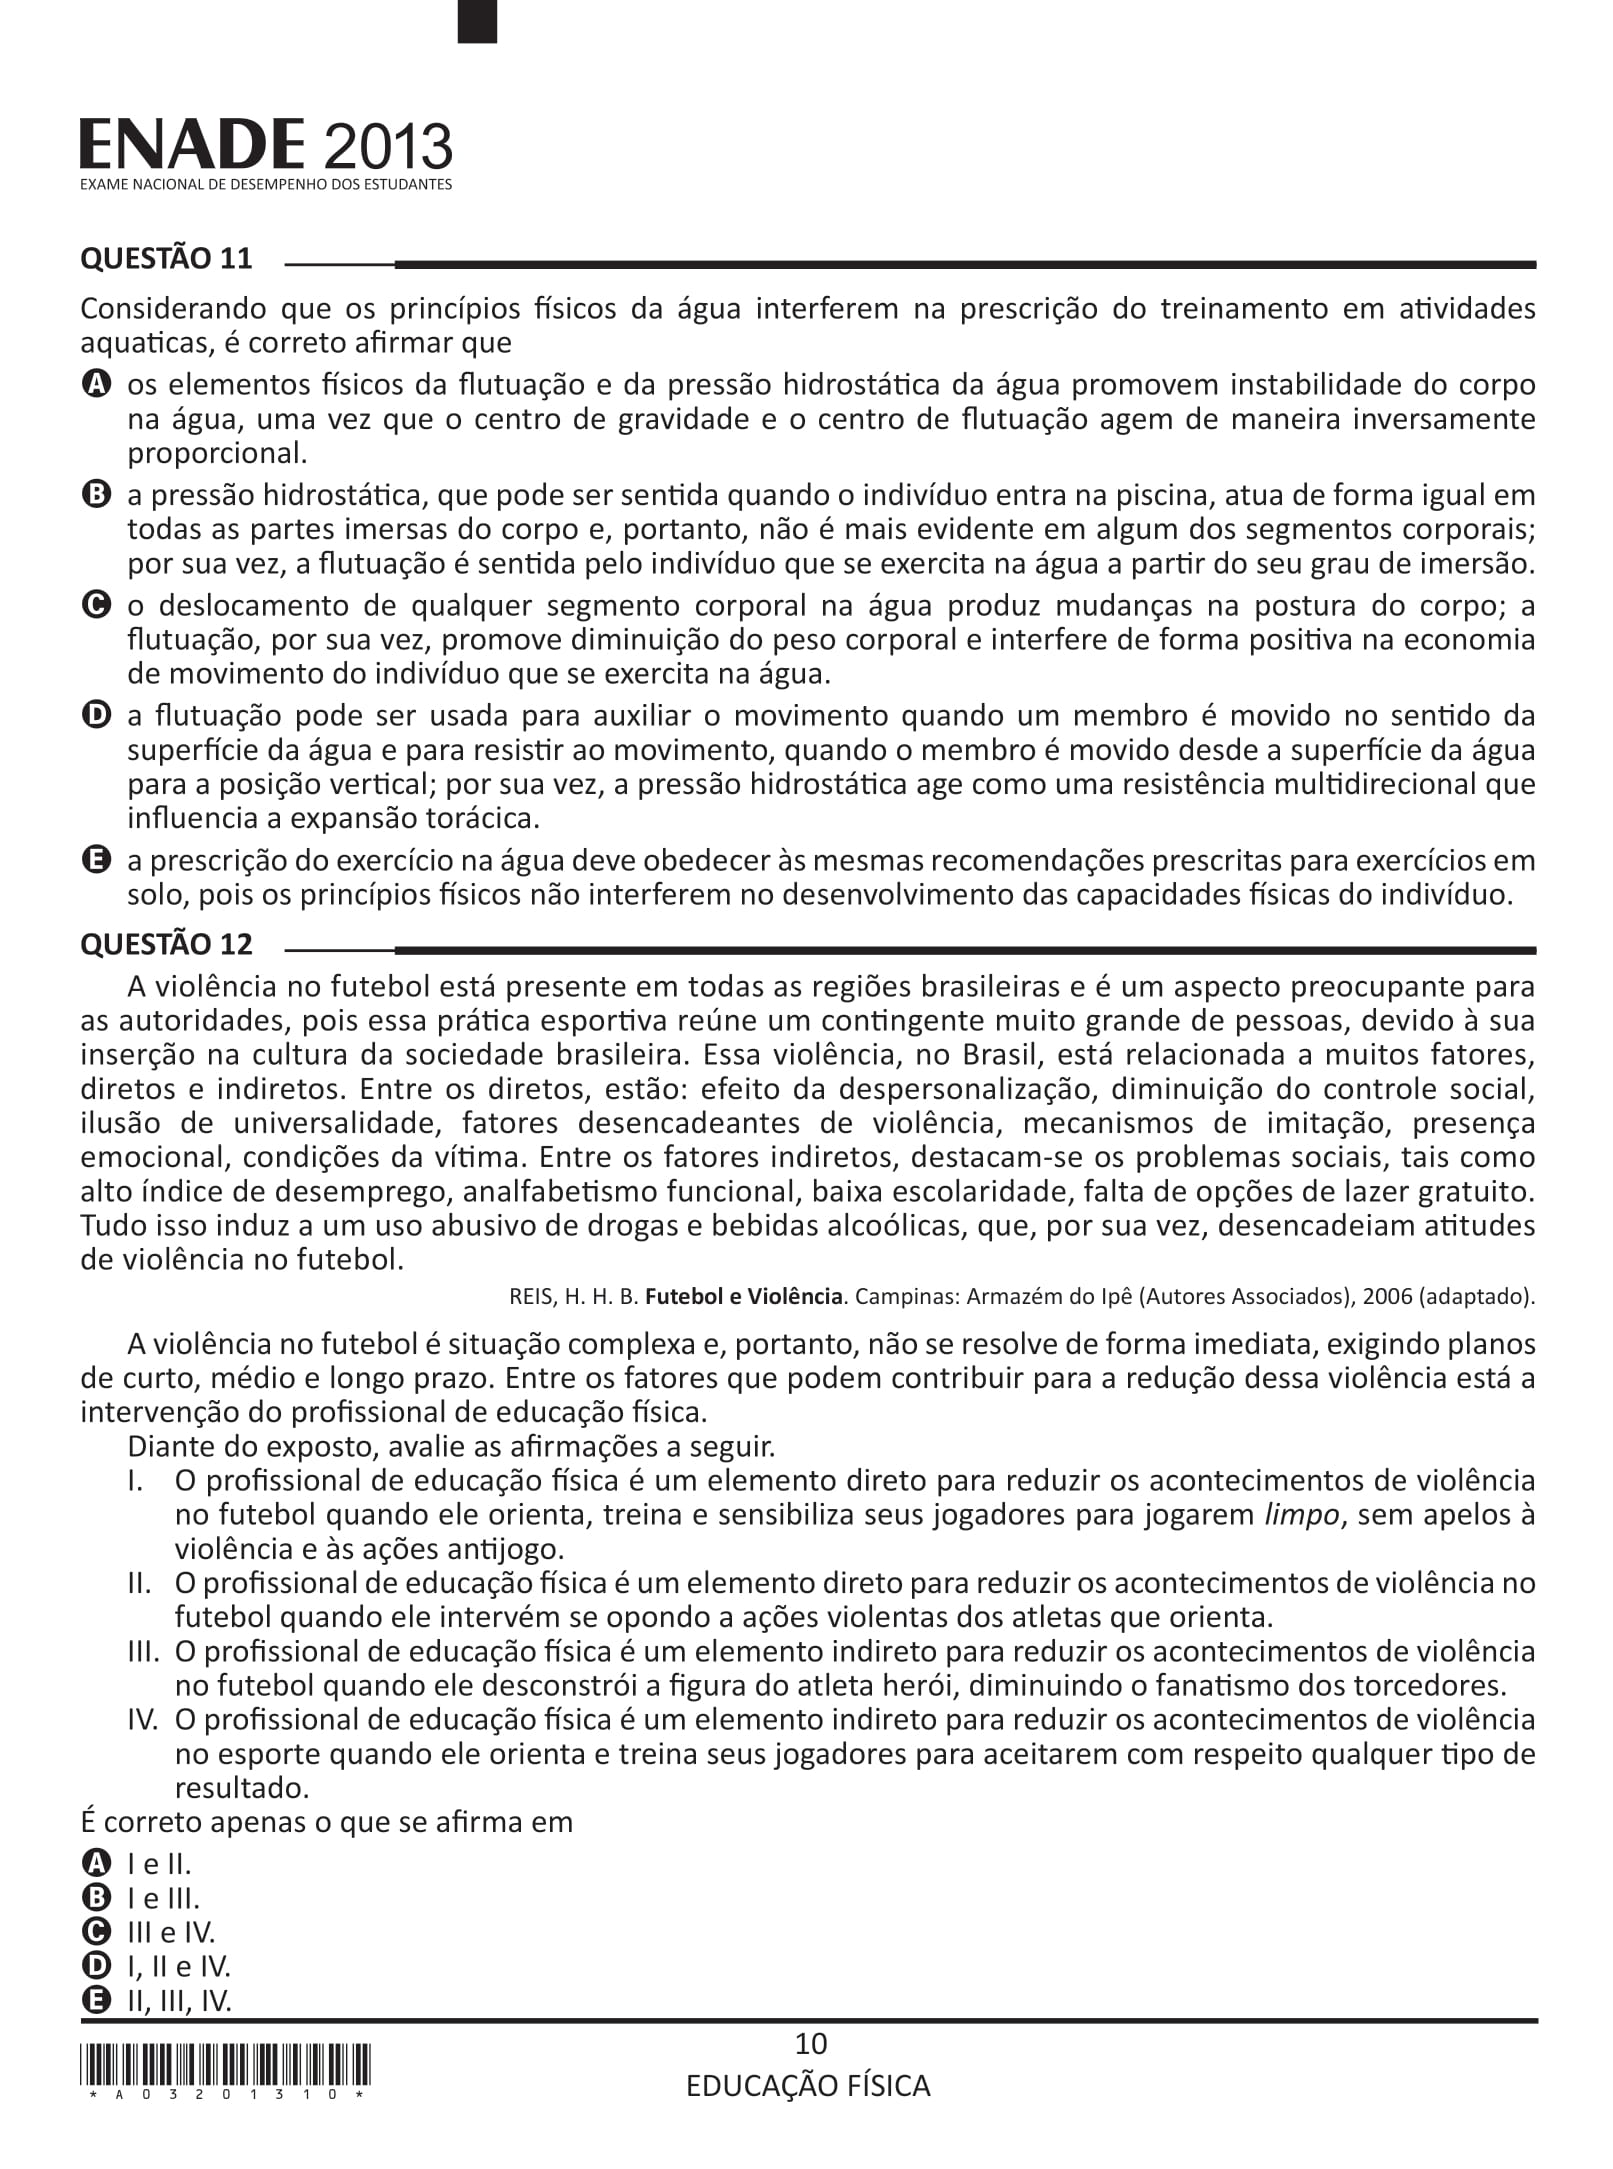 ENADE 2013
EXAME NACIONAL DE DESEMPENHO DOS ESTUDANTES
QUESTÃO 11
Considerando que os princípios físicos da água interferem na prescrição do treinamento em atividades
aquaticas, é correto afirmar que
A os elementos físicos da flutuação e da pressão hidrostática da água promovem instabilidade do corpo
na água, uma vez que o centro de gravidade e o centro de flutuação agem de maneira inversamente
proporcional.
B a pressão hidrostática, que pode ser sentida quando o indivíduo entra na piscina, atua de forma igual em
todas as partes imersas do corpo e, portanto, não é mais evidente em algum dos segmentos corporais;
por sua vez, a flutuação é sentida pelo indivíduo que se exercita na água a partir do seu grau de imersão.
C o deslocamento de qualquer segmento corporal na água produz mudanças na postura do corpo; a
flutuação, por sua vez, promove diminuição do peso corporal e interfere de forma positiva na economia
de movimento do indivíduo que se exercita na água.
D a flutuação pode ser usada para auxiliar o movimento quando um membro é movido no sentido da
superfície da água e para resistir ao movimento, quando o membro é movido desde a superfície da água
para a posição vertical; por sua vez, a pressão hidrostática age como uma resistência multidirecional que
influencia a expansão torácica.
E a prescrição do exercício na água deve obedecer às mesmas recomendações prescritas para exercícios em
solo, pois os princípios físicos não interferem no desenvolvimento das capacidades físicas do indivíduo.
QUESTÃO 12
A violência no futebol está presente em todas as regiões brasileiras e é um aspecto preocupante para
as autoridades, pois essa prática esportiva reúne um contingente muito grande de pessoas, devido à sua
inserção na cultura da sociedade brasileira. Essa violência, no Brasil, está relacionada a muitos fatores,
diretos e indiretos. Entre os diretos, estão: efeito da despersonalização, diminuição do controle social,
ilusão de universalidade, fatores desencadeantes de violência, mecanismos de imitação, presença
emocional, condições da vítima. Entre os fatores indiretos, destacam-se os problemas sociais, tais como
alto índice de desemprego, analfabetismo funcional, baixa escolaridade, falta de opções de lazer gratuito.
Tudo isso induz a um uso abusivo de drogas e bebidas alcoólicas, que, por sua vez, desencadeiam atitudes
de violência no futebol.
REIS, H. H. B. Futebol e Violência. Campinas: Armazém do Ipê (Autores Associados), 2006 (adaptado).
A violência no futebol é situação complexa e, portanto, não se resolve de forma imediata, exigindo planos
de curto, médio e longo prazo. Entre os fatores que podem contribuir para a redução dessa violência está a
intervenção do profissional de educação física.
Diante do exposto, avalie as afirmações a seguir.
I. O profissional de educação física é um elemento direto para reduzir os acontecimentos de violência
no futebol quando ele orienta, treina e sensibiliza seus jogadores para jogarem limpo, sem apelos à
violência e às ações antijogo.
II. O profissional de educação física é um elemento direto para reduzir os acontecimentos de violência no
futebol quando ele intervém se opondo a ações violentas dos atletas que orienta.
III. O profissional de educação física é um elemento indireto para reduzir os acontecimentos de violência
no futebol quando ele desconstrói a figura do atleta herói, diminuindo o fanatismo dos torcedores.
IV. O profissional de educação física é um elemento indireto para reduzir os acontecimentos de violência
no esporte quando ele orienta e treina seus jogadores para aceitarem com respeito qualquer tipo de
resultado.
É correto apenas o que se afirma em
A I e II.
B I e III.
C III e IV.
D I, II e IV.
E II, III, IV.
10
EDUCAÇÃO FÍSICA
*A03201310*